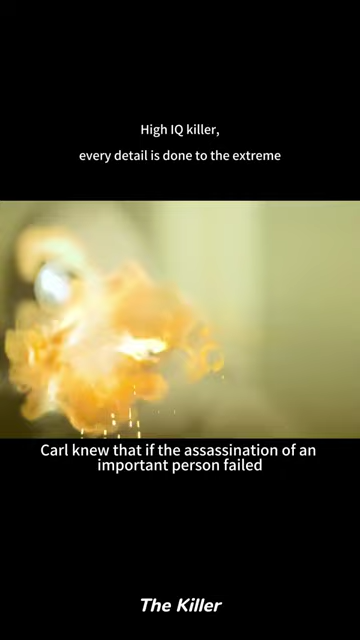 High IQ killer,
every detail is done to the extreme
Carl knew that if the assassination of an
important person failed
The Killer